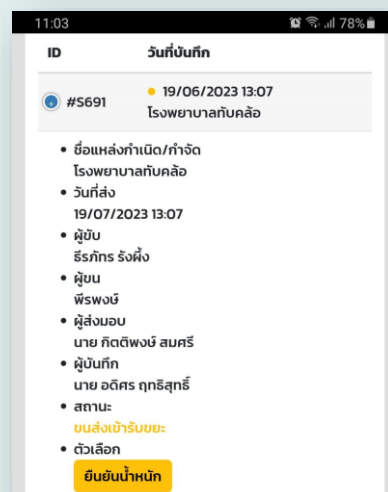 11:03 78%
ID วันที่บันทึก
#S691 19/06/2023 13:07
โรงพยาบาลทับคล้อ
ชื่อแหล่งกำเนิด/กำจัด
โรงพยาบาลทับคล้อ
วันที่ส่ง
19/07/2023 13:07
ผู้ขับ
ธีรภัทร รังผึ้ง
ผู้ขน
พีรพงษ์
ผู้ส่งมอบ
นาย กิตติพงษ์ สมศรี
ผู้บันทึก
นาย อดิศร ฤทธิสุทธิ์
สถานะ
ขนส่งเข้ารับขยะ
ตัวเลือก
ยืนยันน้ำหนัก